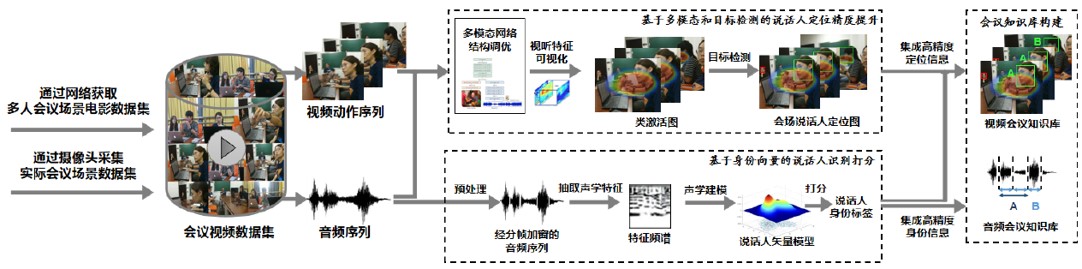 通过网络获取
多人会议场景电影数据集
通过摄像头采集
实际会议场景数据集
会议视频数据集
视频动作序列
音频序列
基于多模态和目标检测的说话人定位精度提升
多模态网络
结构调优
视听特征
可视化
类激活图
目标检测
会场说话人定位图
基于身份向量的说话人识别打分
预处理
经分帧加窗的
音频序列
抽取声学特征
特征频谱
声学建模
说话人矢量模型
打分
说话人
身份标签
集成高精度
定位信息
集成高精度
身份信息
会议知识库构建
B
A
视频会议知识库
A
B
音频会议知识库